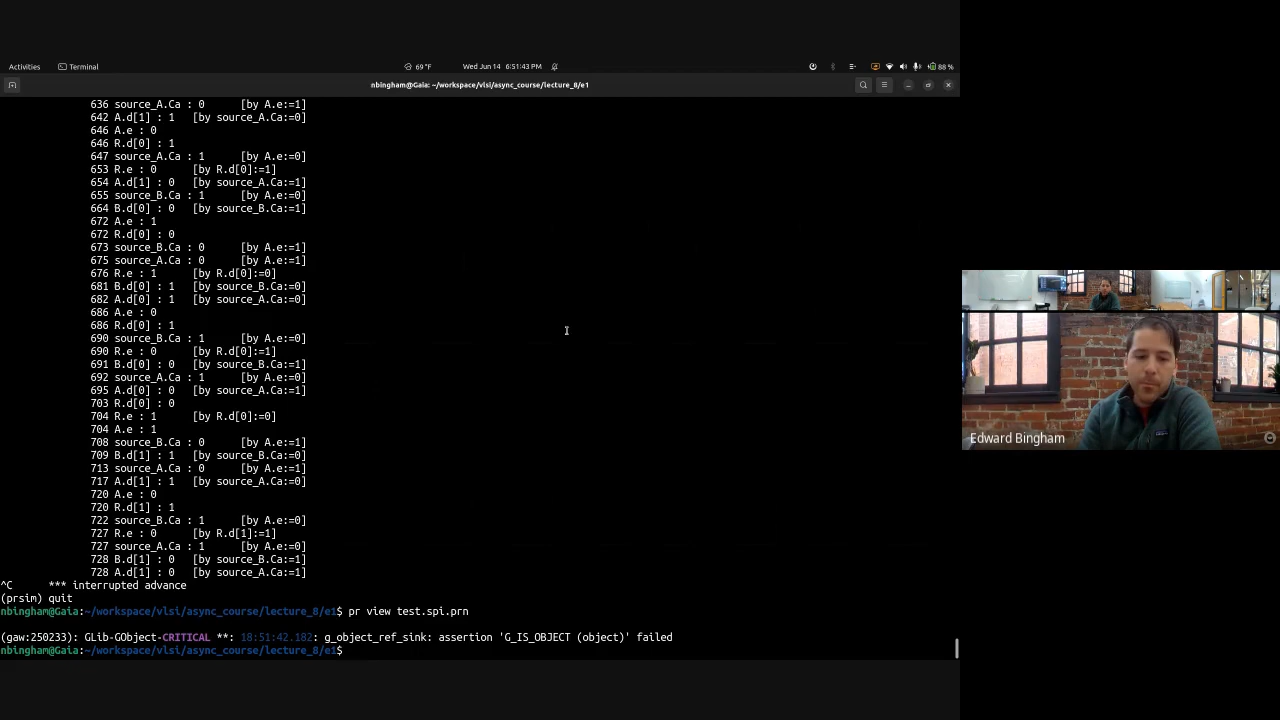 Activities
Terminal
69 °F
Wed Jun 14 6:51:43 PM
88 %
nbingham@Gaia: ~/workspace/vlsi/async_course/lecture_8/e1
636 source_A.Ca : 0 [by A.e:=1]
642 A.d[1] : 1 [by source_A.Ca:=0]
646 A.e : 0
646 R.d[0] : 1
647 source_A.Ca : 1 [by A.e:=0]
653 R.e : 0 [by R.d[0]:=1]
654 A.d[1] : 0 [by source_A.Ca:=1]
655 source_B.Ca : 1 [by A.e:=0]
664 B.d[0] : 0 [by source_B.Ca:=1]
672 A.e : 1
672 R.d[0] : 0
673 source_B.Ca : 0 [by A.e:=1]
675 source_A.Ca : 0 [by A.e:=1]
676 R.e : 1 [by R.d[0]:=0]
681 B.d[0] : 1 [by source_B.Ca:=0]
682 A.d[0] : 1 [by source_A.Ca:=0]
686 A.e : 0
686 R.d[0] : 1
690 source_B.Ca : 1 [by A.e:=0]
690 R.e : 0 [by R.d[0]:=1]
691 B.d[0] : 0 [by source_B.Ca:=1]
692 source_A.Ca : 1 [by A.e:=0]
695 A.d[0] : 0 [by source_A.Ca:=1]
703 R.d[0] : 0
704 R.e : 1 [by R.d[0]:=0]
704 A.e : 1
708 source_B.Ca : 0 [by A.e:=1]
709 B.d[1] : 1 [by source_B.Ca:=0]
713 source_A.Ca : 0 [by A.e:=1]
717 A.d[1] : 1 [by source_A.Ca:=0]
720 A.e : 0
720 R.d[1] : 1
722 source_B.Ca : 1 [by A.e:=0]
727 R.e : 0 [by R.d[1]:=1]
727 source_A.Ca : 1 [by A.e:=0]
728 B.d[1] : 0 [by source_B.Ca:=1]
728 A.d[1] : 0 [by source_A.Ca:=1]
^C *** interrupted advance
(prsim) quit
nbingham@Gaia:~/workspace/vlsi/async_course/lecture_8/e1$ pr view test.spi.prn
(gaw:250233): GLib-GObject-CRITICAL **: 18:51:42.182: g_object_ref_sink: assertion 'G_IS_OBJECT (object)' failed
nbingham@Gaia:~/workspace/vlsi/async_course/lecture_8/e1$
Edward Bingham